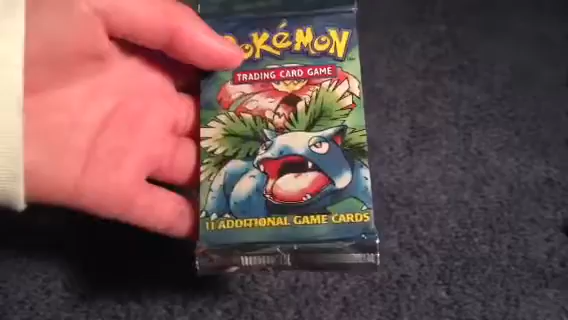 POKéMON
TRADING CARD GAME
11 ADDITIONAL GAME CARDS